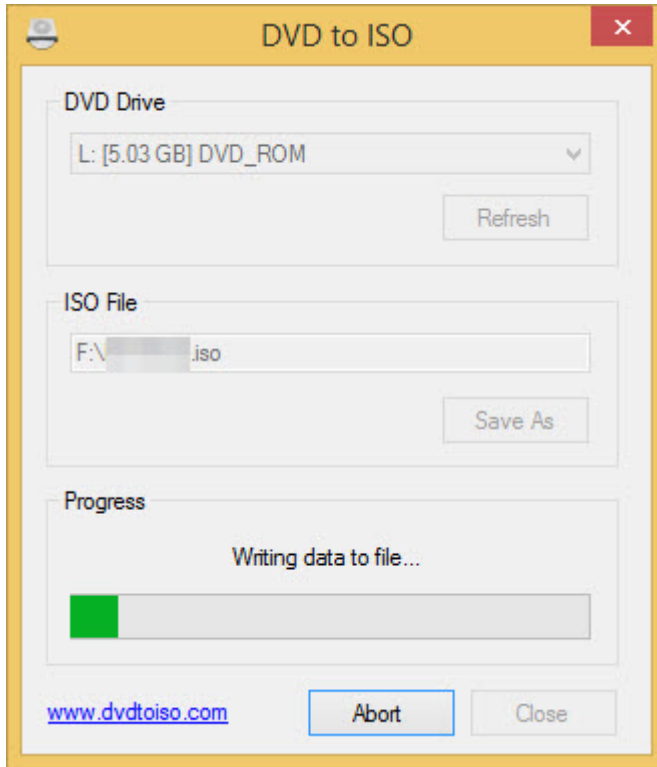 DVD to ISO
DVD Drive
L: [5.03 GB] DVD_ROM
Refresh
ISO File
F:\ .iso
Save As
Progress
Writing data to file...
www.dvdtoiso.com Abort Close